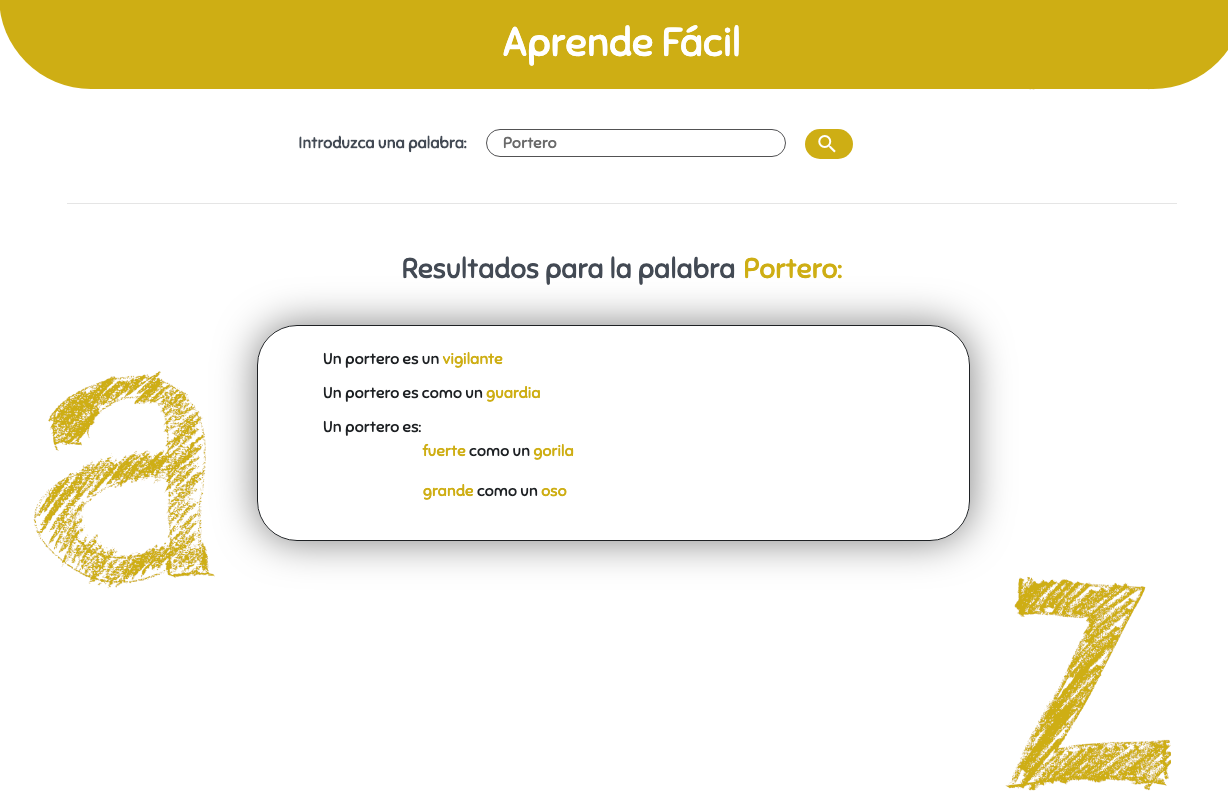 Aprende Fácil
Introduzca una palabra: Portero
Resultados para la palabra Portero:
Un portero es un vigilante
Un portero es como un guardia
Un portero es:
fuerte como un gorila
grande como un oso
a
z